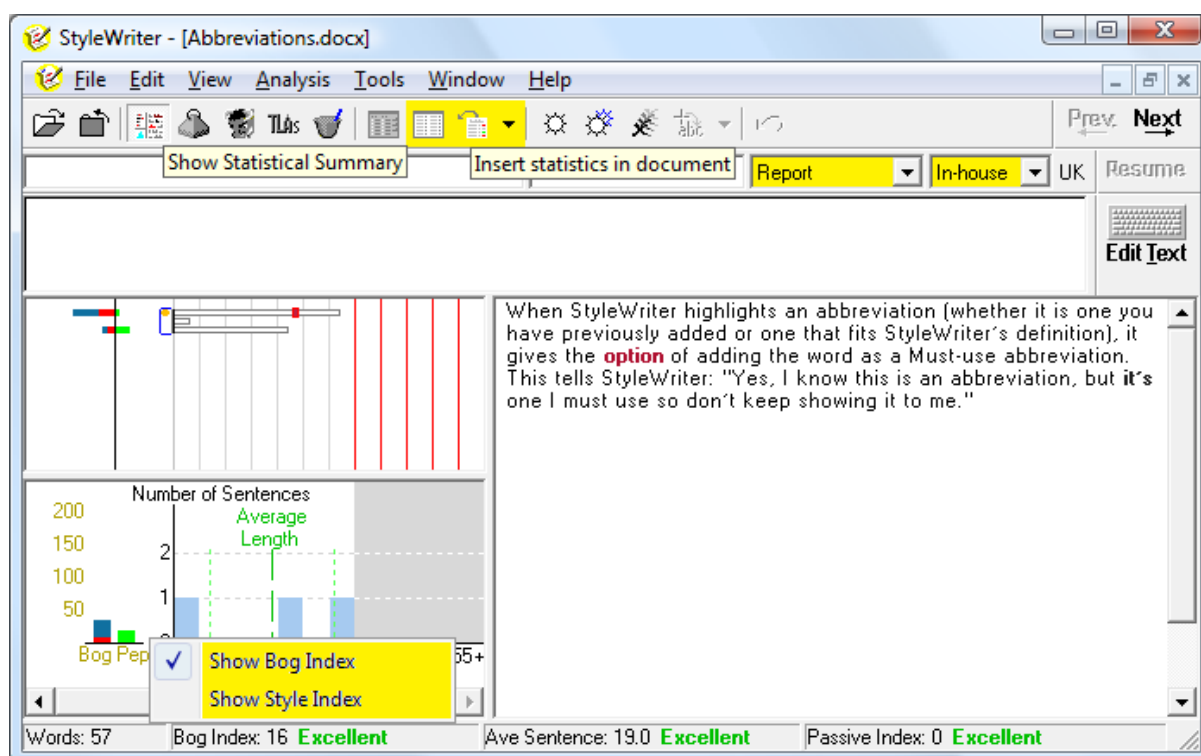 StyleWriter - [Abbreviations.docx]
File Edit View Analysis Tools Window Help
TLAs
Prev. Next
Show Statistical Summary
Insert statistics in document
Report
In-house
UK
Resume
Edit Text
When StyleWriter highlights an abbreviation (whether it is one you
have previously added or one that fits StyleWriter's definition), it
gives the option of adding the word as a Must-use abbreviation.
This tells StyleWriter: "Yes, I know this is an abbreviation, but it's
one I must use so don't keep showing it to me."
Number of Sentences
200
150
100
50
Average
Length
2
1
Bog Pep
55+
Show Bog Index
Show Style Index
Words: 57 Bog Index: 16 Excellent Ave Sentence: 19.0 Excellent Passive Index: 0 Excellent